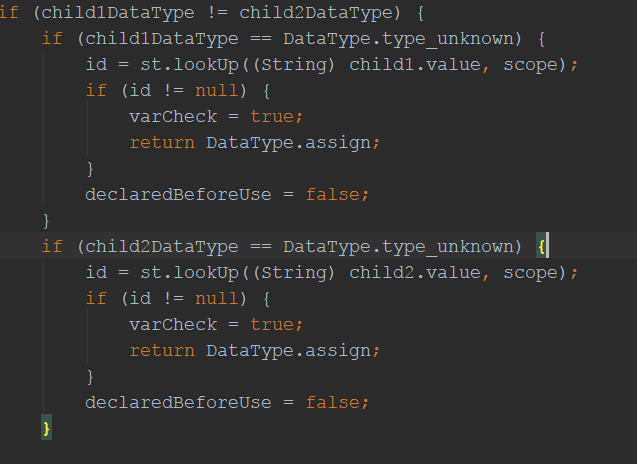 if (child1DataType != child2DataType) {
    if (child1DataType == DataType.type_unknown) {
        id = st.lookUp((String) child1.value, scope);
        if (id != null) {
            varCheck = true;
            return DataType.assign;
        }
        declaredBeforeUse = false;
    }
    if (child2DataType == DataType.type_unknown) {
        id = st.lookUp((String) child2.value, scope);
        if (id != null) {
            varCheck = true;
            return DataType.assign;
        }
        declaredBeforeUse = false;
    }